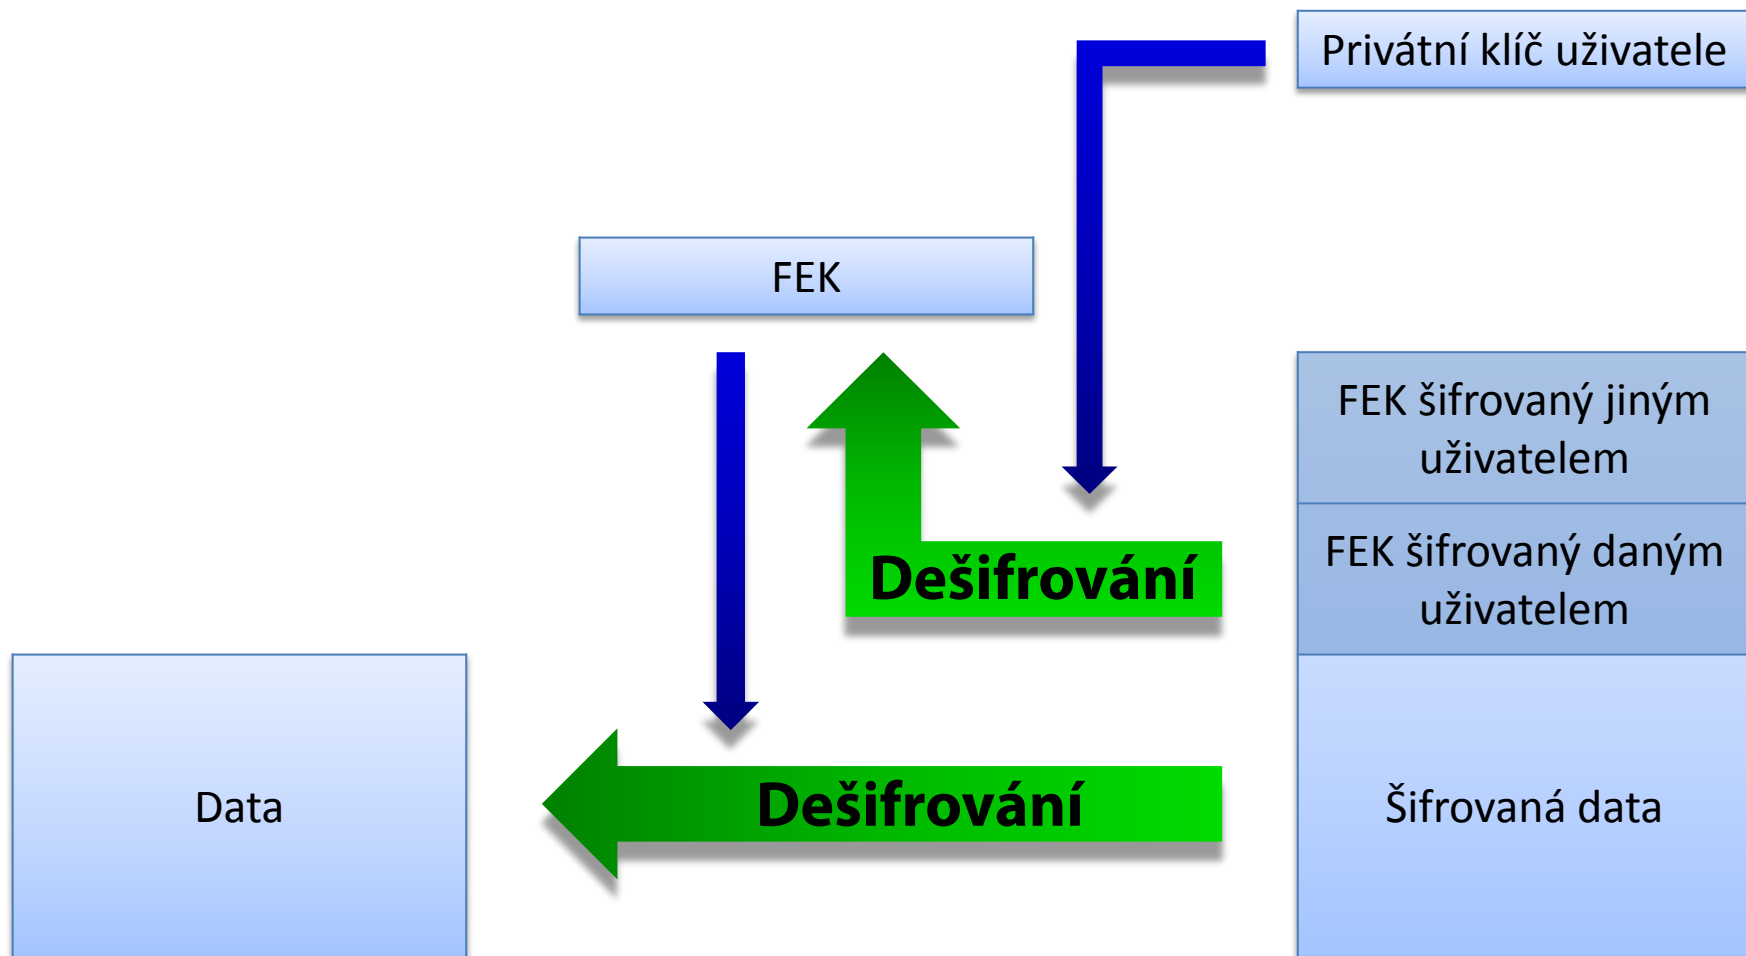 Privátní klíč uživatele
FEK
FEK šifrovaný jiným
uživatelem
FEK šifrovaný daným
uživatelem
Dešifrování
Data
Dešifrování
Šifrovaná data